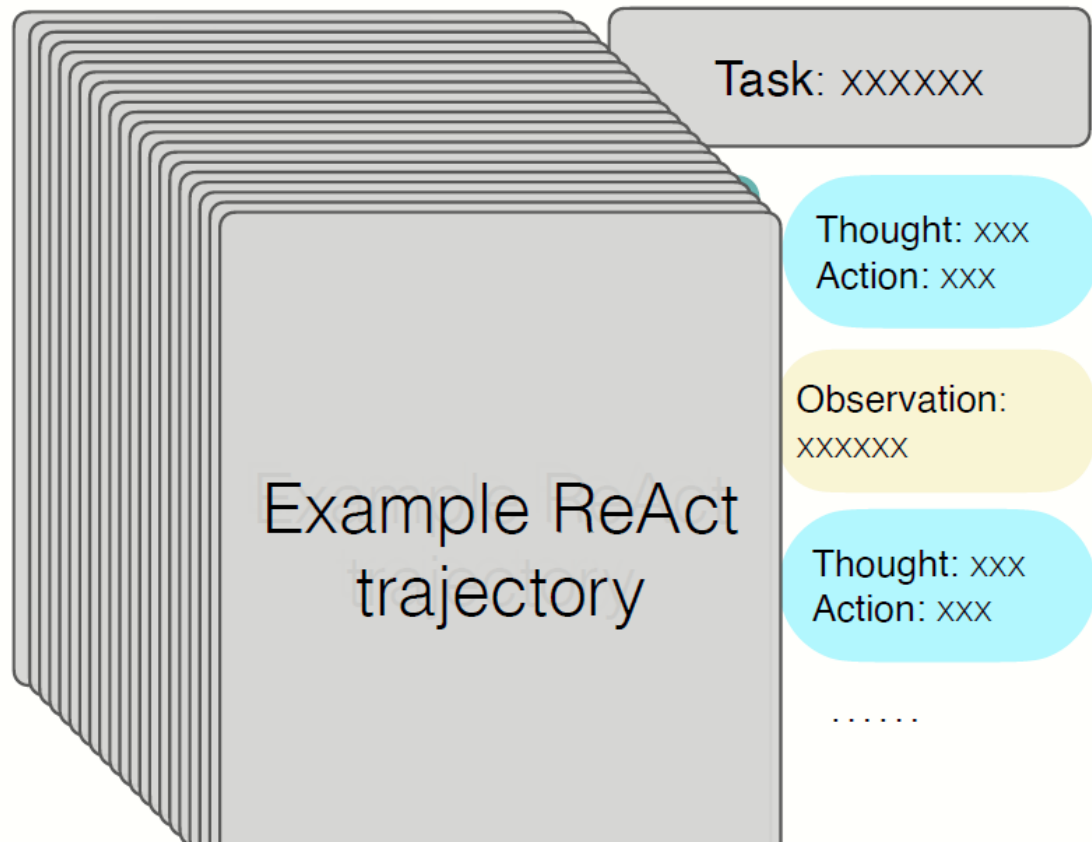 Task: xxxxxx
Thought: xxx
Action: xxx
Observation:
xxxxxx
Thought: xxx
Action: xxx
......
Example ReAct
trajectory